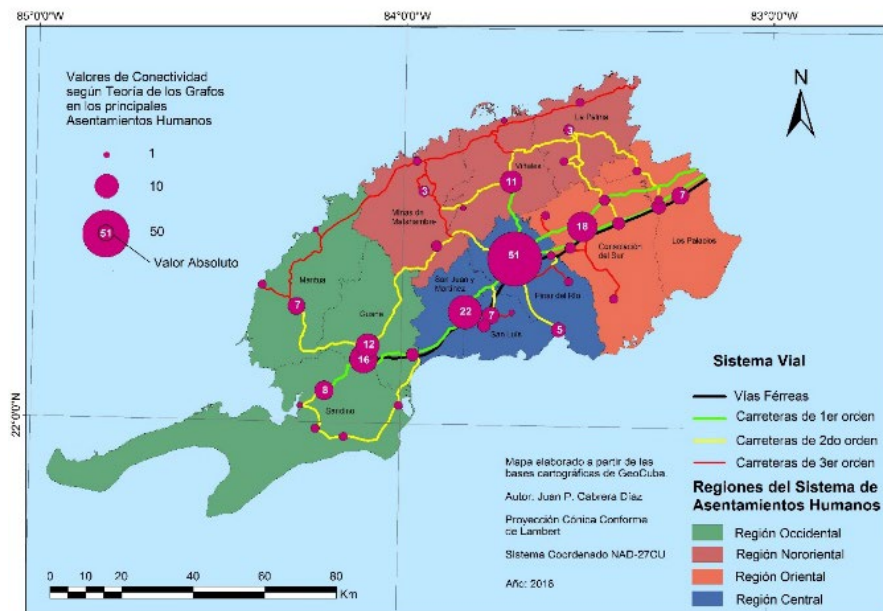 85°0'0"W
84°0'0"W
83°0'0"W
Valores de Conectividad
según Teoría de los Grafos
en los principales
Asentamientos Humanos
1
10
51
50
Valor Absoluto
N
La Palma
3
Viñales
11
3
Minas de
Matahambre
7
18
Consolación
del Sur
Los Palacios
51
San Juan y
Martínez
Pinar del Río
Mantua
7
22
7
Guane
San Luis
5
12
16
8
Sandino
22°0'0"N
Sistema Vial
Vías Férreas
Carreteras de 1er orden
Carreteras de 2do orden
Carreteras de 3er orden
Mapa elaborado a partir de las
bases cartográficas de GeoCuba.
Autor: Juan P. Cabrera Díaz
Proyección Cónica Conforma
de Lambert
Sistema Coordenado NAD-27CU
Año: 2016
Regiones del Sistema de
Asentamientos Humanos
Región Occidental
Región Nororiental
Región Oriental
Región Central
0 10 20 40 60 80
Km